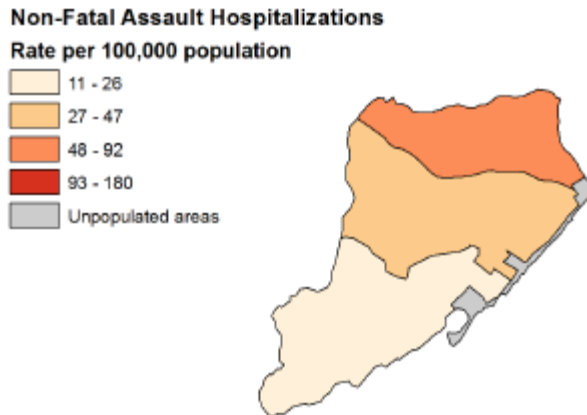 Non-Fatal Assault Hospitalizations
Rate per 100,000 population
11 - 26
27 - 47
48 - 92
93 - 180
Unpopulated areas